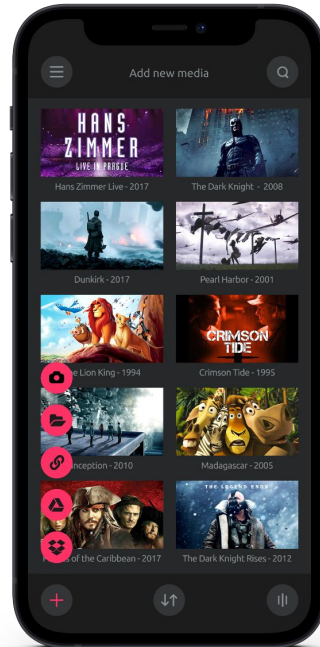 Add new media
HANS
ZIMMER
LIVE IN PRAGUE
Hans Zimmer Live - 2017
The Dark Knight - 2008
Dunkirk - 2017
Pearl Harbor - 2001
CRIMSON
TIDE
e Lion King - 1994
Crimson Tide - 1995
Inception - 2010
Madagascar - 2005
THE LEGEND ENDS
of the Caribbean - 2017
The Dark Knight Rises - 2012